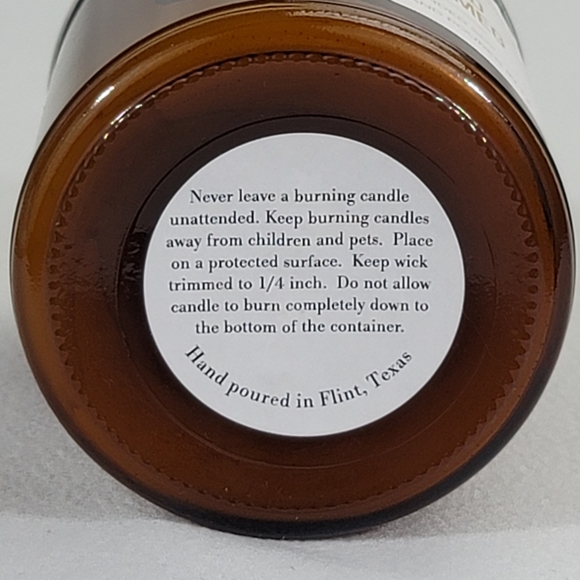 Never leave a burning candle
unattended. Keep burning candles
away from children and pets. Place
on a protected surface. Keep wick
trimmed to 1/4 inch. Do not allow
candle to burn completely down to
the bottom of the container.
Hand poured in Flint, Texas